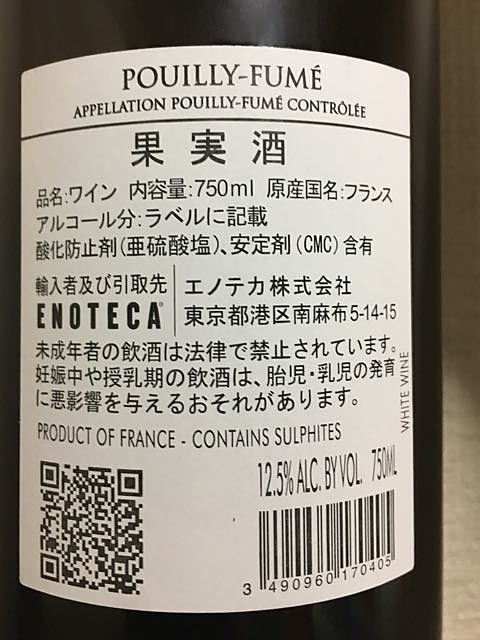 POUILLY-FUMÉ
APPELLATION POUILLY-FUMÉ CONTRÔLÉE
果実酒
品名:ワイン 内容量:750ml 原産国名:フランス
アルコール分:ラベルに記載
酸化防止剤(亜硫酸塩)、安定剤(CMC)含有
輸入者及び引取先
ENOTECA
エノテカ株式会社
東京都港区南麻布5-14-15
未成年者の飲酒は法律で禁止されています。
妊娠中や授乳期の飲酒は、胎児・乳児の発育
に悪影響を与えるおそれがあります。
WHITE WINE
PRODUCT OF FRANCE - CONTAINS SULPHITES
12.5% ALC. BY VOL. 750ML
3 490960 170405